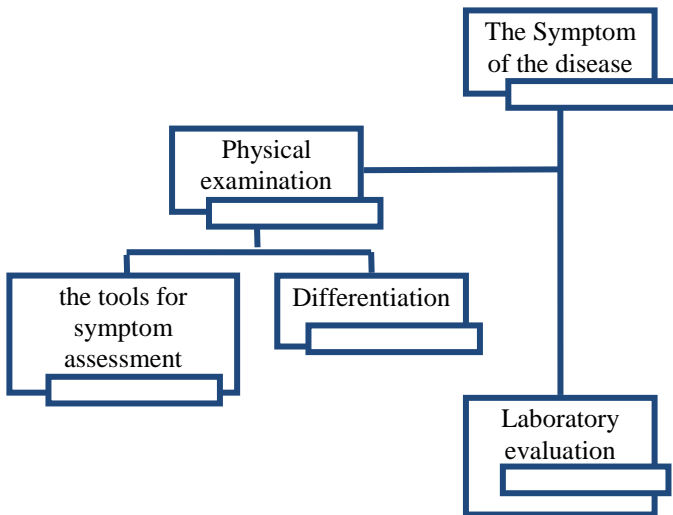 The Symptom
of the disease
Physical
examination
the tools for
symptom
assessment
Differentiation
Laboratory
evaluation